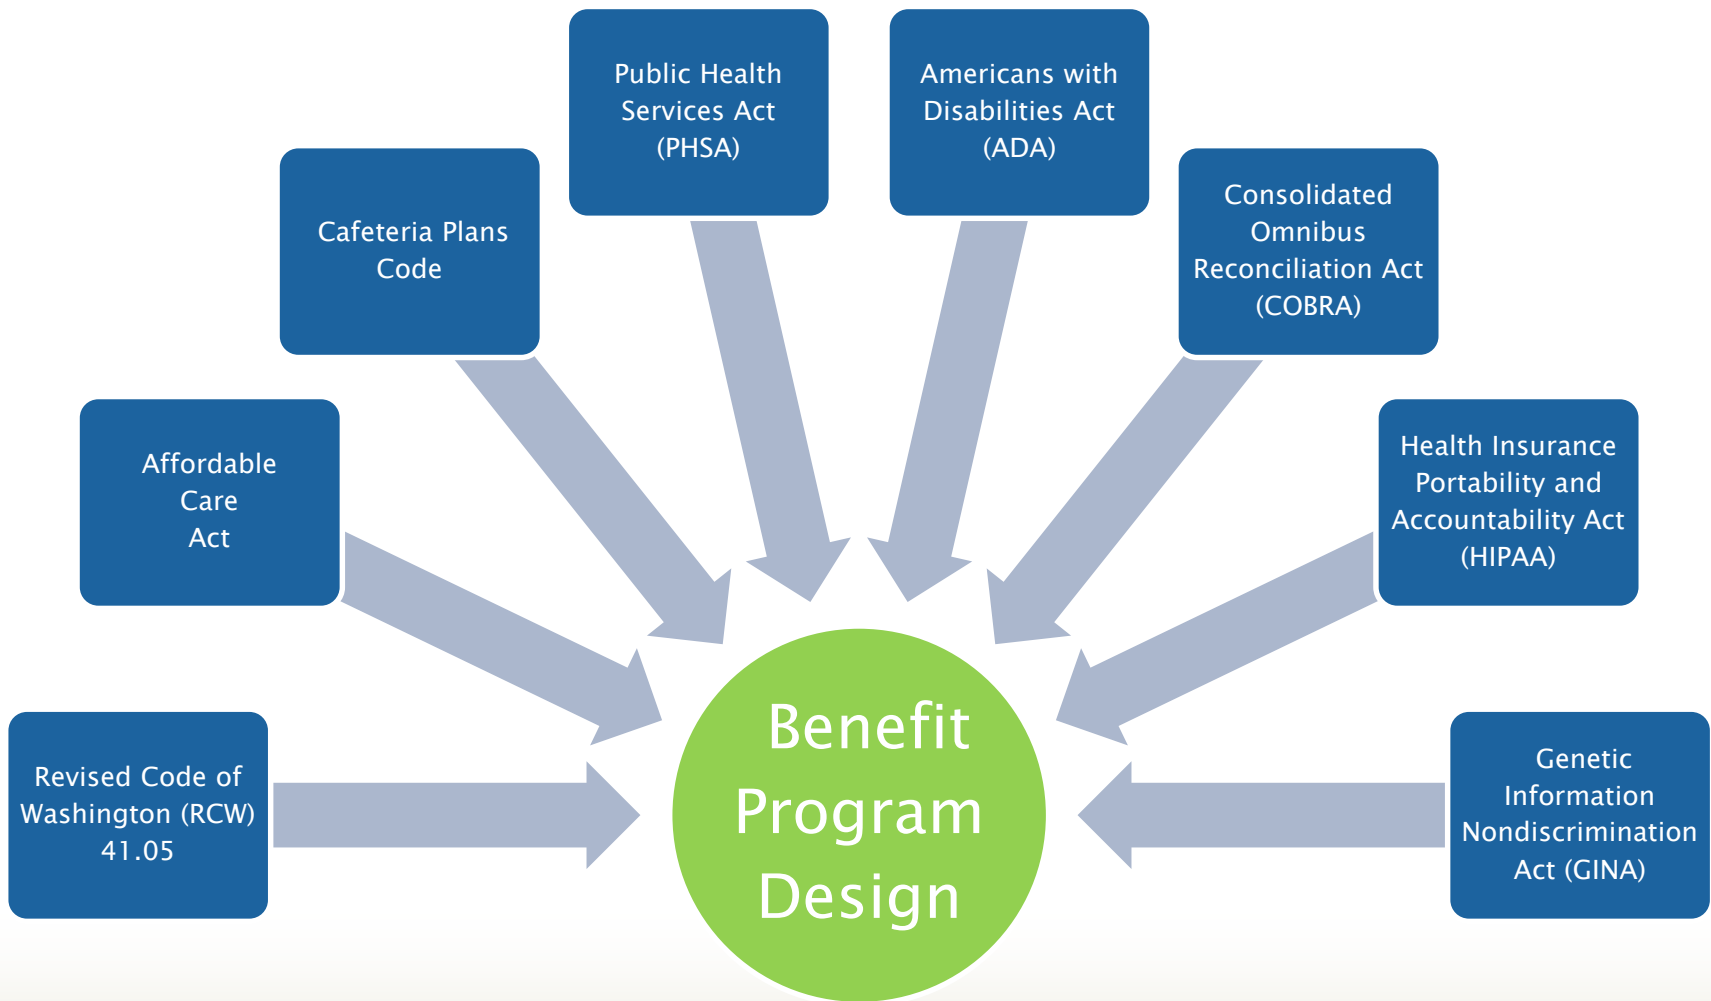 Public Health
Services Act
(PHSA)
Americans with
Disabilities Act
(ADA)
Cafeteria Plans
Code
Consolidated
Omnibus
Reconciliation Act
(COBRA)
Affordable
Care
Act
Health Insurance
Portability and
Accountability Act
(HIPAA)
Revised Code of
Washington (RCW)
41.05
Benefit
Program
Design
Genetic
Information
Nondiscrimination
Act (GINA)